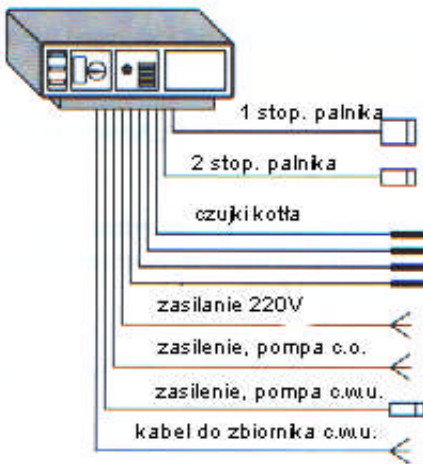 1 stop. palnika
2 stop. palnika
czujki kotła
zasilanie 220V
zasilenie, pompa c.o.
zasilenie, pompa c.w.u.
kabel do zbiornika c.w.u.